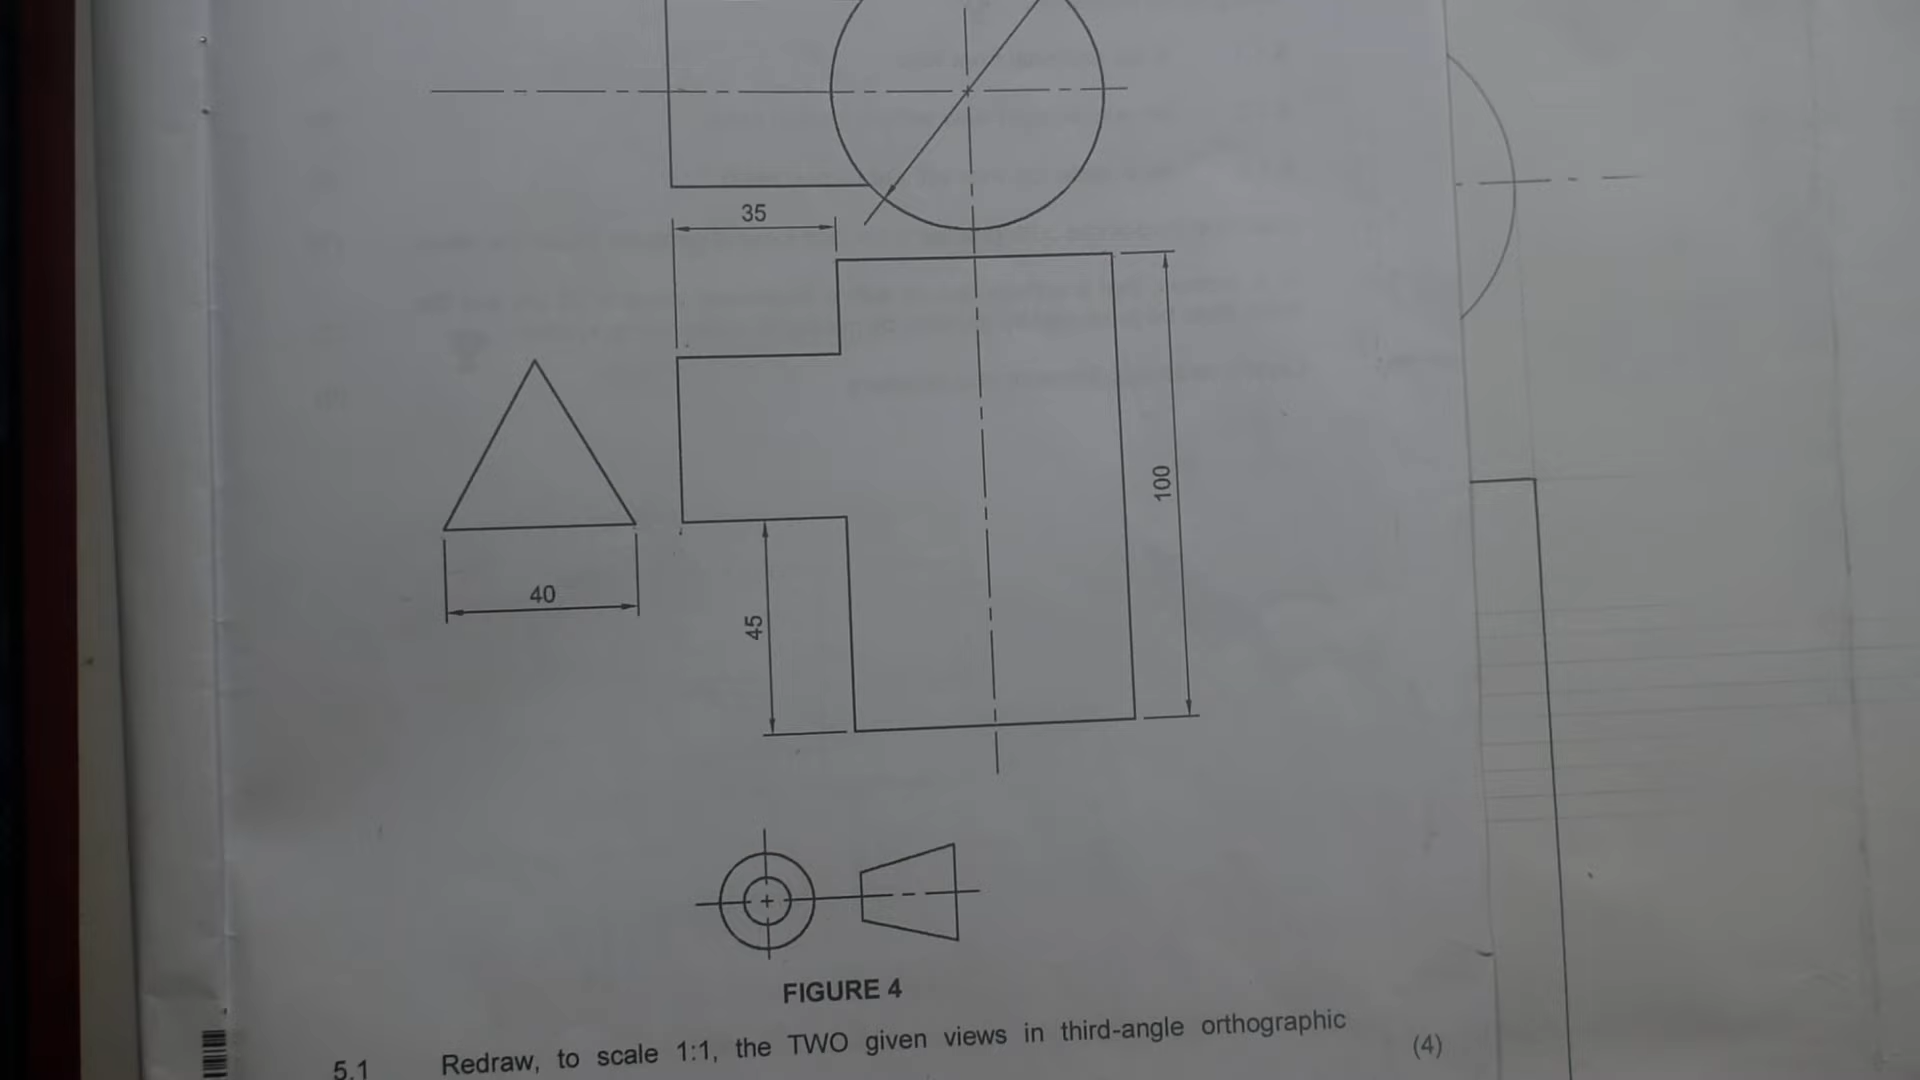 35
100
40
45
FIGURE 4
5.1 Redraw, to scale 1:1, the TWO given views in third-angle orthographic (4)